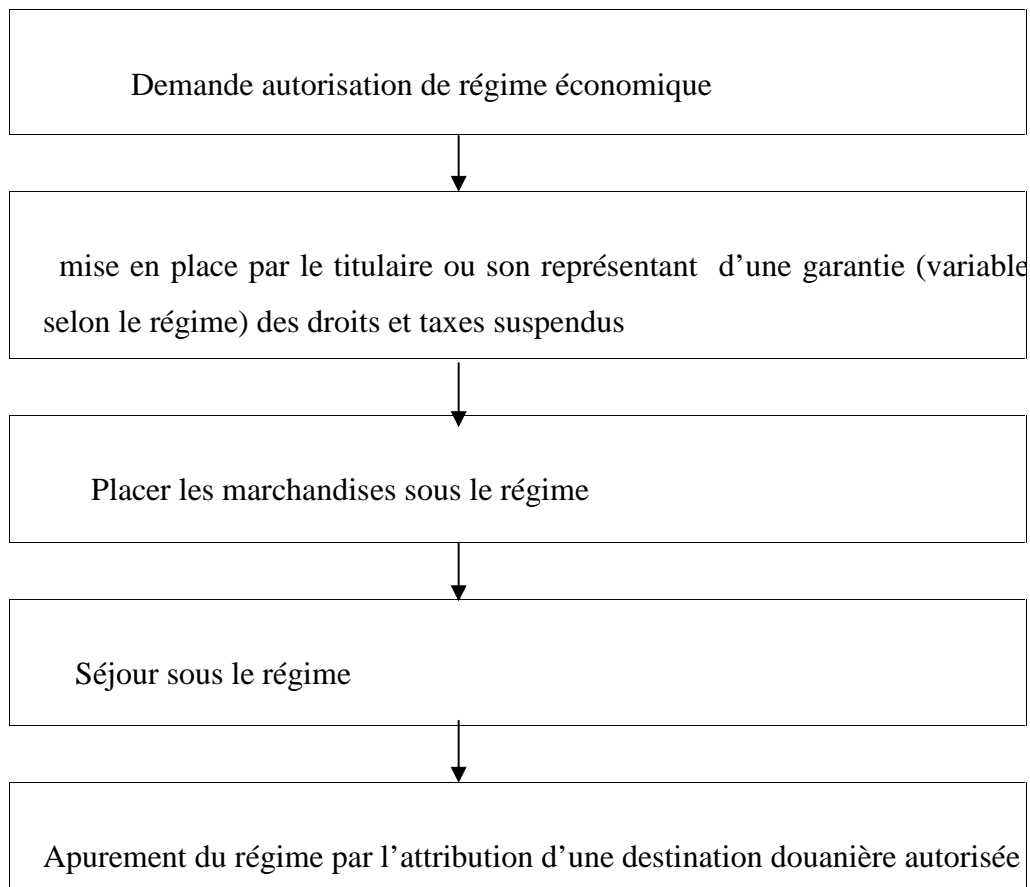 Demande autorisation de régime économique
mise en place par le titulaire ou son représentant d’une garantie (variable
selon le régime) des droits et taxes suspendus
Placer les marchandises sous le régime
Séjour sous le régime
Apurement du régime par l’attribution d’une destination douanière autorisée